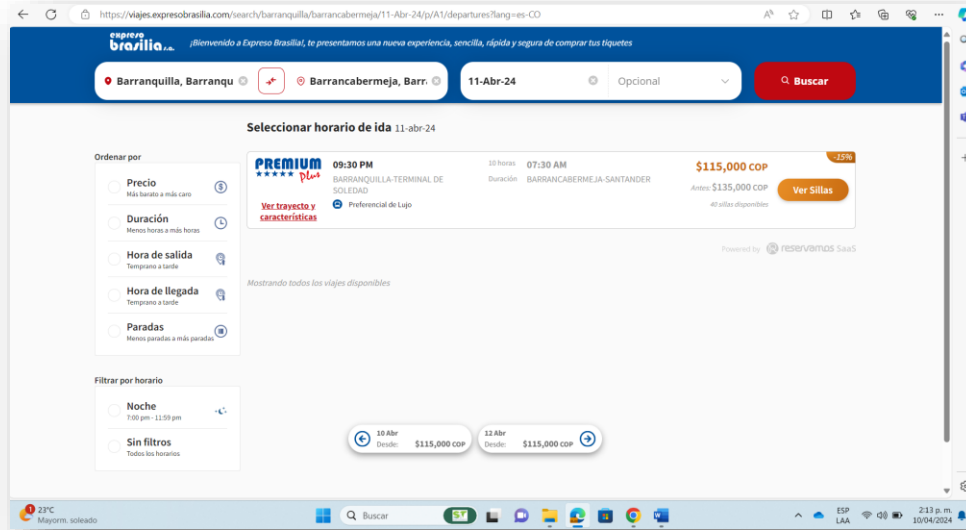 https://viajes.expresobrasilia.com/search/barranquilla/barrancabermeja/11-Abr-24/p/A1/departures?lang=es-CO
expreso
brasilia s.a.
¡Bienvenido a Expreso Brasilia!, te presentamos una nueva experiencia, sencilla, rápida y segura de comprar tus tiquetes
Barranquilla, Barranqu
Barrancabermeja, Barr
11-Abr-24
Opcional
Buscar
Seleccionar horario de ida 11-abr-24
Ordenar por
Precio
Más barato a más caro
Duración
Menos horas a más horas
Hora de salida
Temprano a tarde
Hora de llegada
Temprano a tarde
Paradas
Menos paradas a más paradas
PREMIUM
Plus
Ver trayecto y
características
09:30 PM
BARRANQUILLA-TERMINAL DE
SOLEDAD
Preferencial de Lujo
10 horas
Duración
07:30 AM
BARRANCABERMEJA-SANTANDER
$115,000 COP
Antes: $135,000 COP
40 sillas disponibles
-15%
Ver Sillas
Powered by reservamos SaaS
Mostrando todos los viajes disponibles
Filtrar por horario
Noche
7:00 pm - 11:59 pm
Sin filtros
Todos los horarios
10 Abr
Desde: $115,000 COP
12 Abr
Desde: $115,000 COP
1
23°C
Mayorm. soleado
Buscar
ESP
LAA
2:13 p. m.
10/04/2024